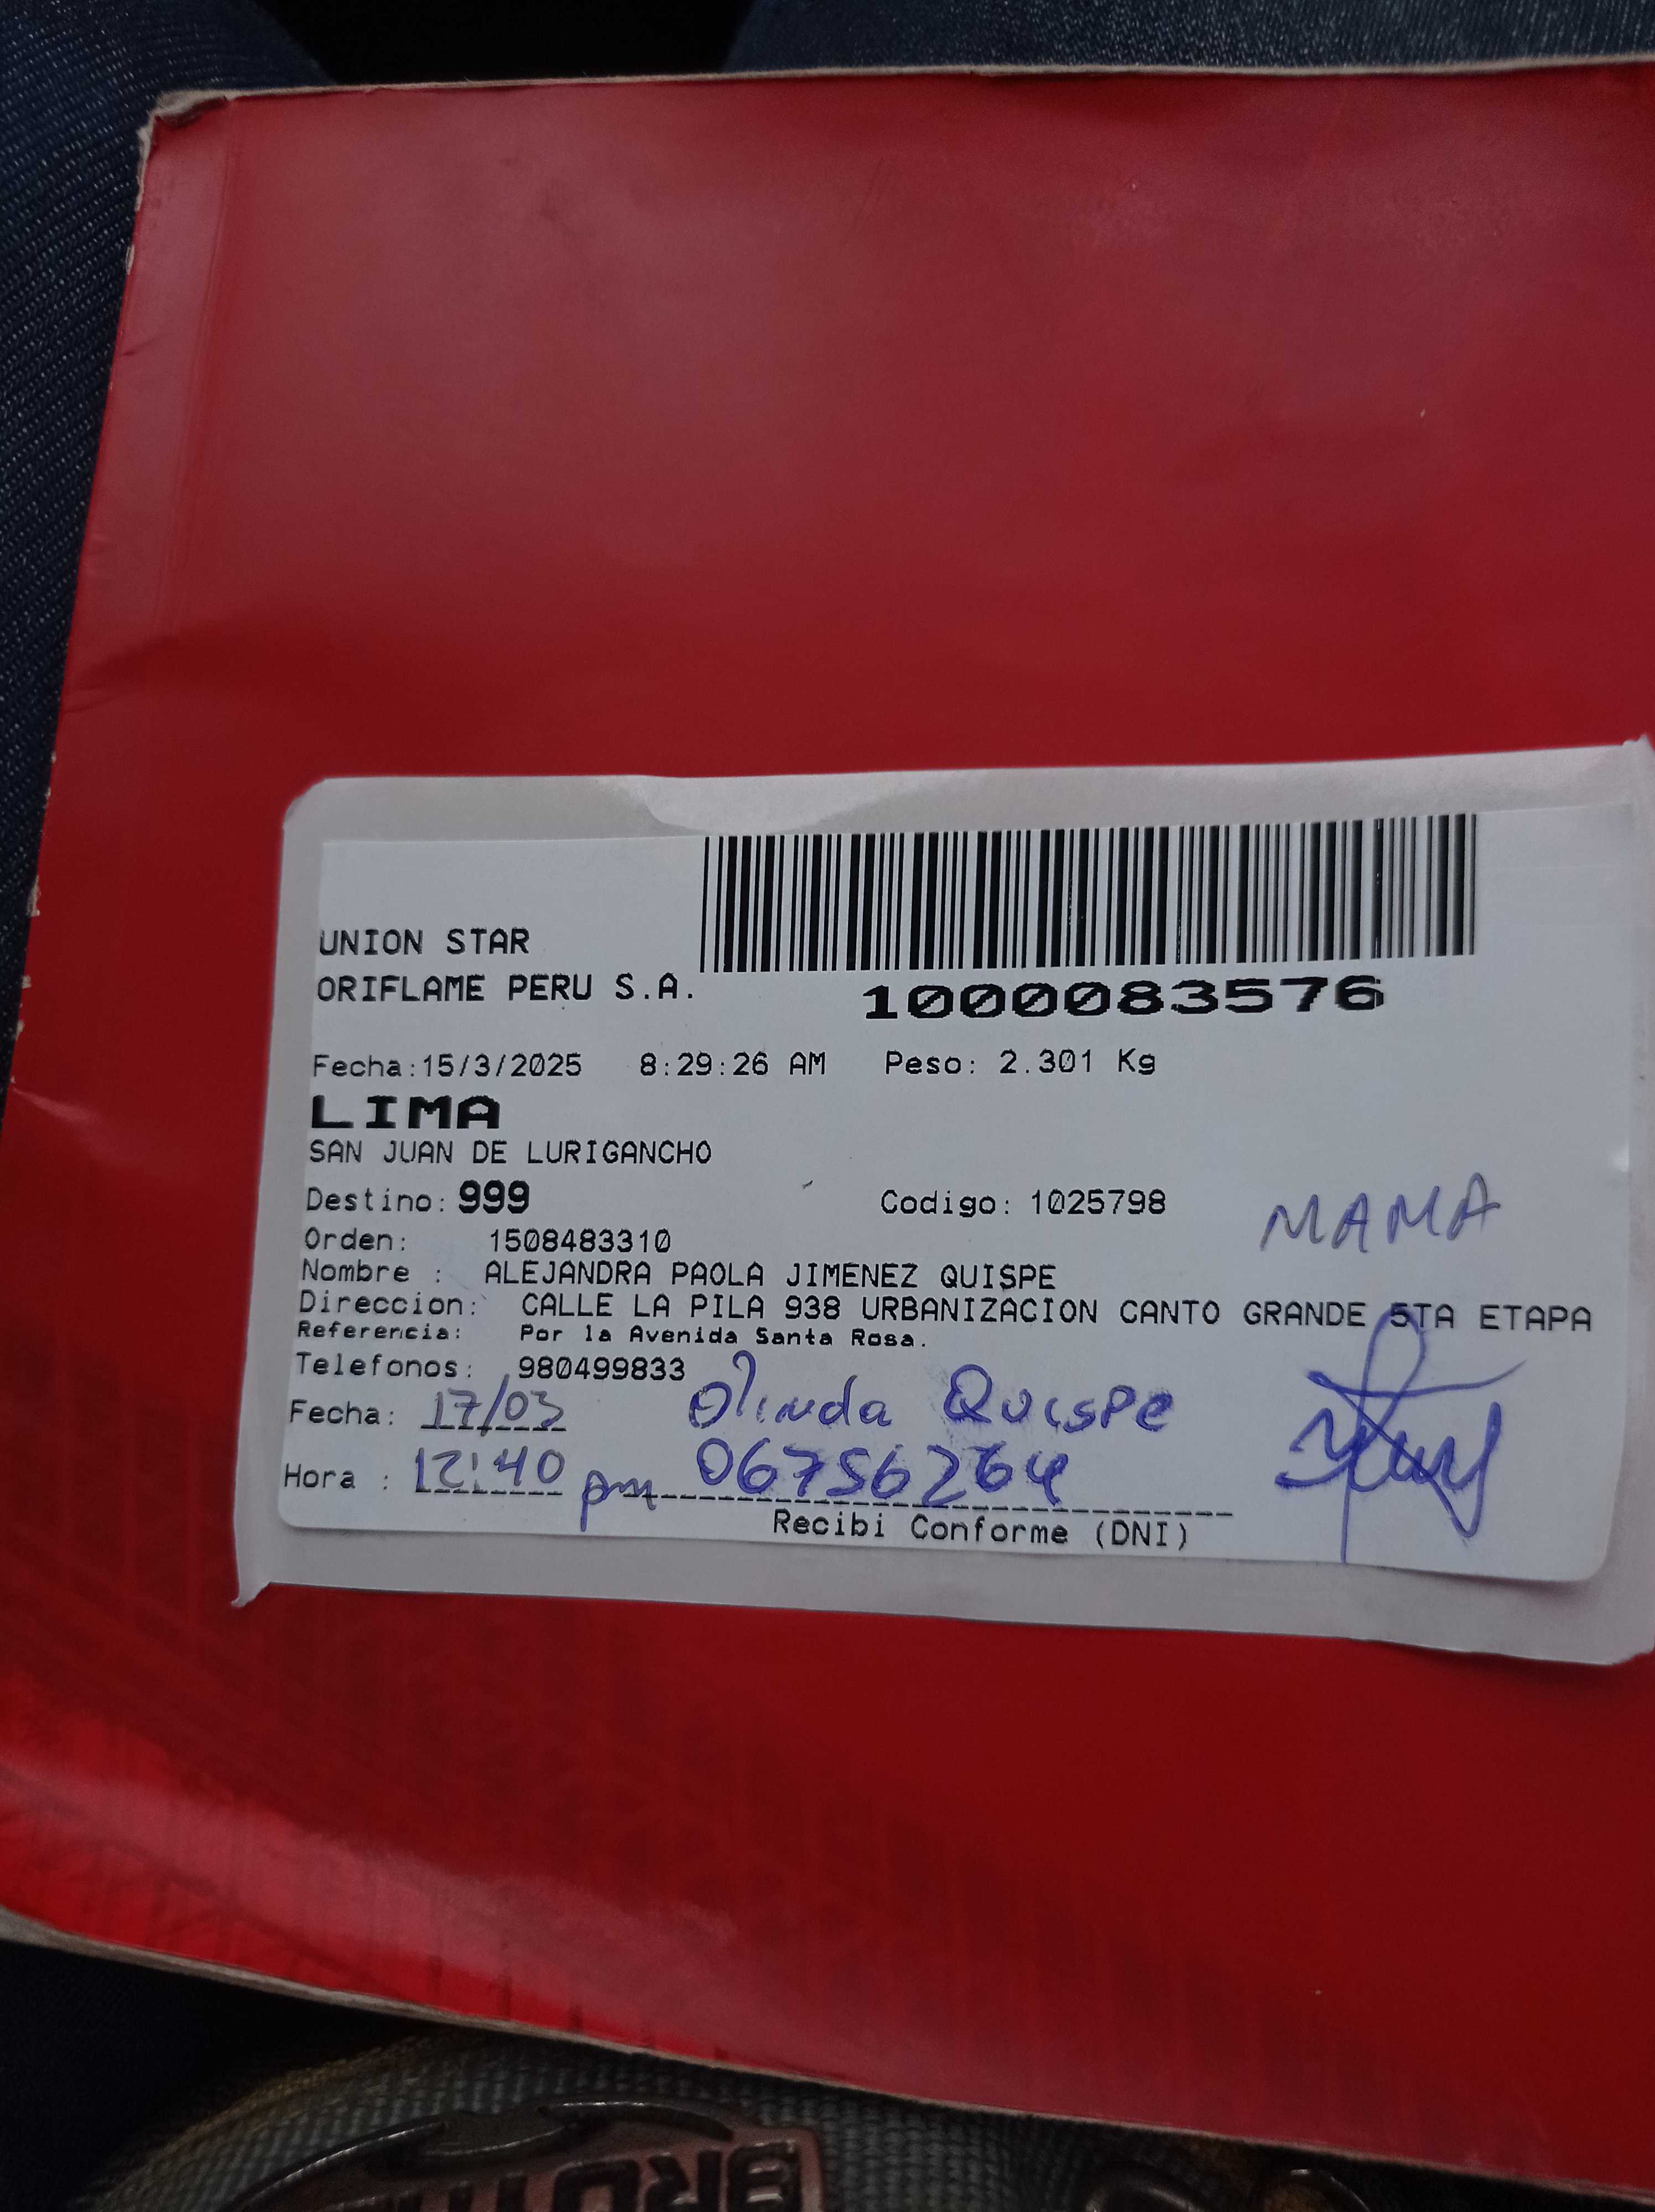 UNION STAR
ORIFLAME PERU S.A.
1000083576
Fecha:15/3/2025 8:29:26 AM Peso: 2.301 Kg
LIMA
SAN JUAN DE LURIGANCHO
Destino: 999 Codigo: 1025798 MAMA
Orden: 1508483310
Nombre : ALEJANDRA PAOLA JIMENEZ QUISPE
Direccion: CALLE LA PILA 938 URBANIZACION CANTO GRANDE 5TA ETAPA
Referencia: Por la Avenida Santa Rosa.
Telefonos: 980499833
Fecha: 17/03 Olinda Quispe
Hora : 12:40 pm 06756264
Recibi Conforme (DNI)